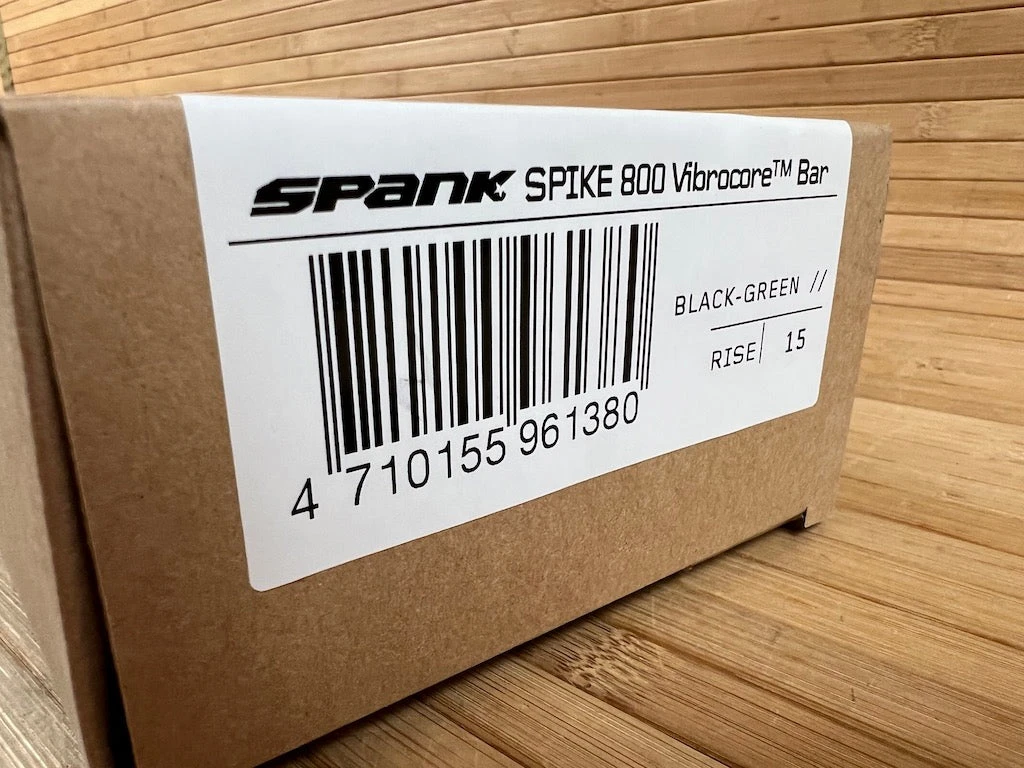 SPANK SPIKE 800 Vibrocore™ Bar
BLACK-GREEN //
RISE| 15
4 710155 961380